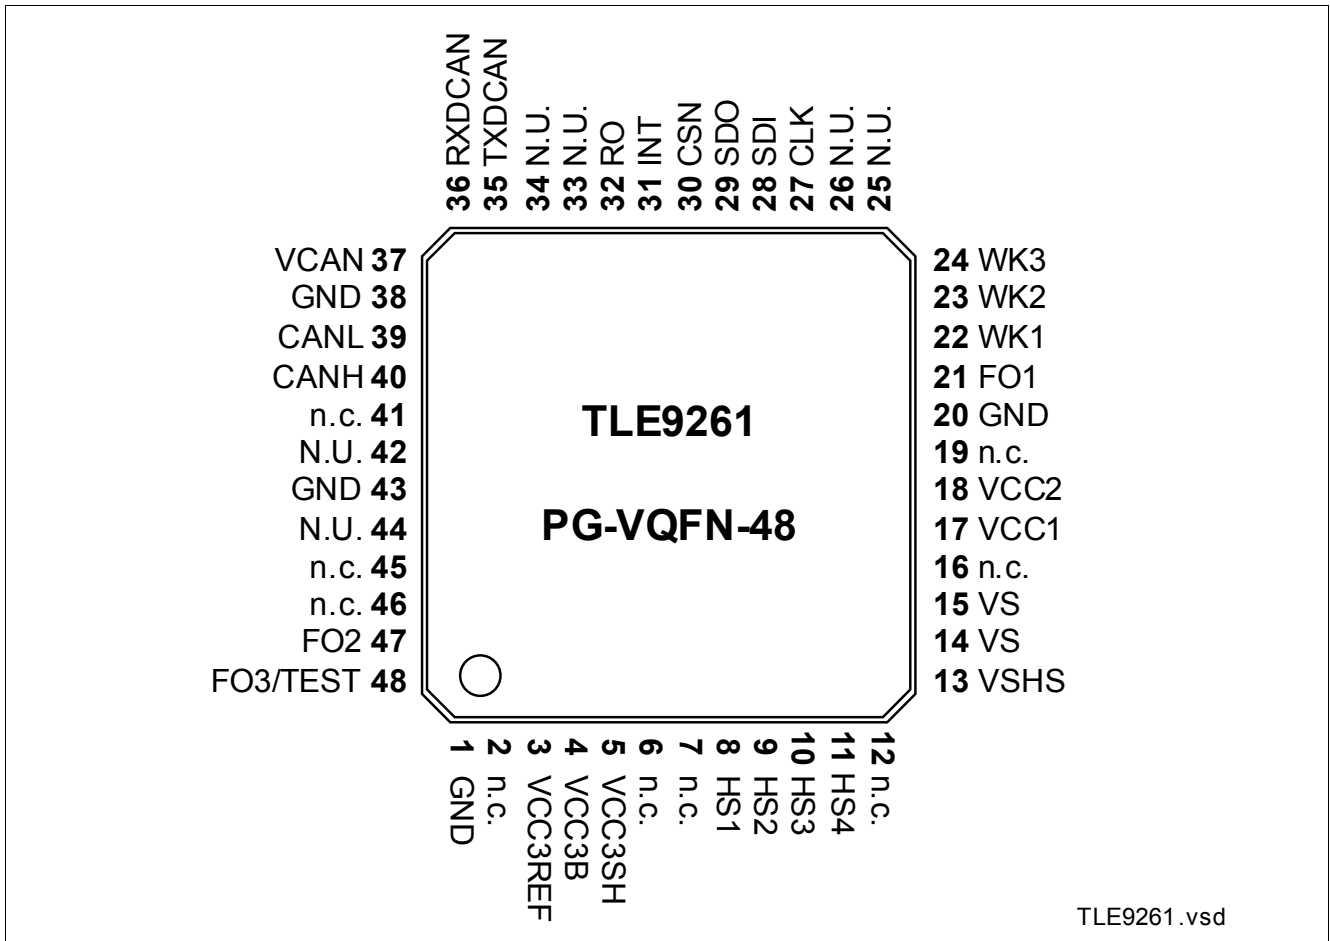 36 RXDCAN
35 TXDCAN
34 N.U.
33 N.U.
32 RO
31 INT
30 CSN
29 SDO
28 SDI
27 CLK
26 N.U.
25 N.U.
VCAN 37
GND 38
CANL 39
CANH 40
n.c. 41
N.U. 42
GND 43
N.U. 44
n.c. 45
n.c. 46
FO2 47
FO3/TEST 48
TLE9261
PG-VQFN-48
24 WK3
23 WK2
22 WK1
21 FO1
20 GND
19 n.c.
18 VCC2
17 VCC1
16 n.c.
15 VS
14 VS
13 VSHS
1 GND
2 n.c.
3 VCC3REF
4 VCC3B
5 VCC3SH
6 n.c.
7 n.c.
8 HS1
9 HS2
10 HS3
11 HS4
12 n.c.
TLE9261.vsd